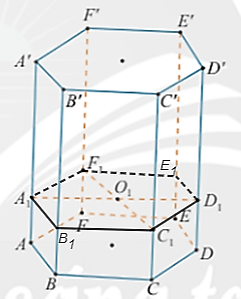 F' E'
A' D'
B' C'
F₁ E₁
A₁ O₁ D₁
F E
B₁ C₁
A D
B C